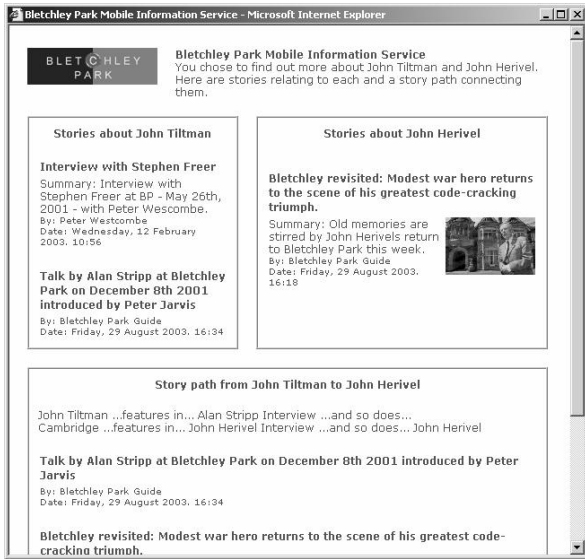 Bletchley Park Mobile Information Service - Microsoft Internet Explorer
BLETCHLEY
PARK
Bletchley Park Mobile Information Service
You chose to find out more about John Tiltman and John Herivel.
Here are stories relating to each and a story path connecting
them.
Stories about John Tiltman
Interview with Stephen Freer
Summary: Interview with
Stephen Freer at BP - May 26th,
2001 - with Peter Wescombe.
By: Peter Westcombe
Date: Wednesday, 12 February
2003. 10:56
Talk by Alan Stripp at Bletchley
Park on December 8th 2001
introduced by Peter Jarvis
By: Bletchley Park Guide
Date: Friday, 29 August 2003. 16:34
Stories about John Herivel
Bletchley revisited: Modest war hero returns
to the scene of his greatest code-cracking
triumph.
Summary: Old memories are
stirred by John Herivels return
to Bletchley Park this week.
By: Bletchley Park Guide
Date: Friday, 29 August 2003.
16:18
Story path from John Tiltman to John Herivel
John Tiltman ...features in... Alan Stripp Interview ...and so does...
Cambridge ...features in... John Herivel Interview ...and so does... John Herivel
Talk by Alan Stripp at Bletchley Park on December 8th 2001 introduced by Peter
Jarvis
By: Bletchley Park Guide
Date: Friday, 29 August 2003. 16:34
Bletchley revisited: Modest war hero returns to the scene of his greatest code-
cracking triumph.